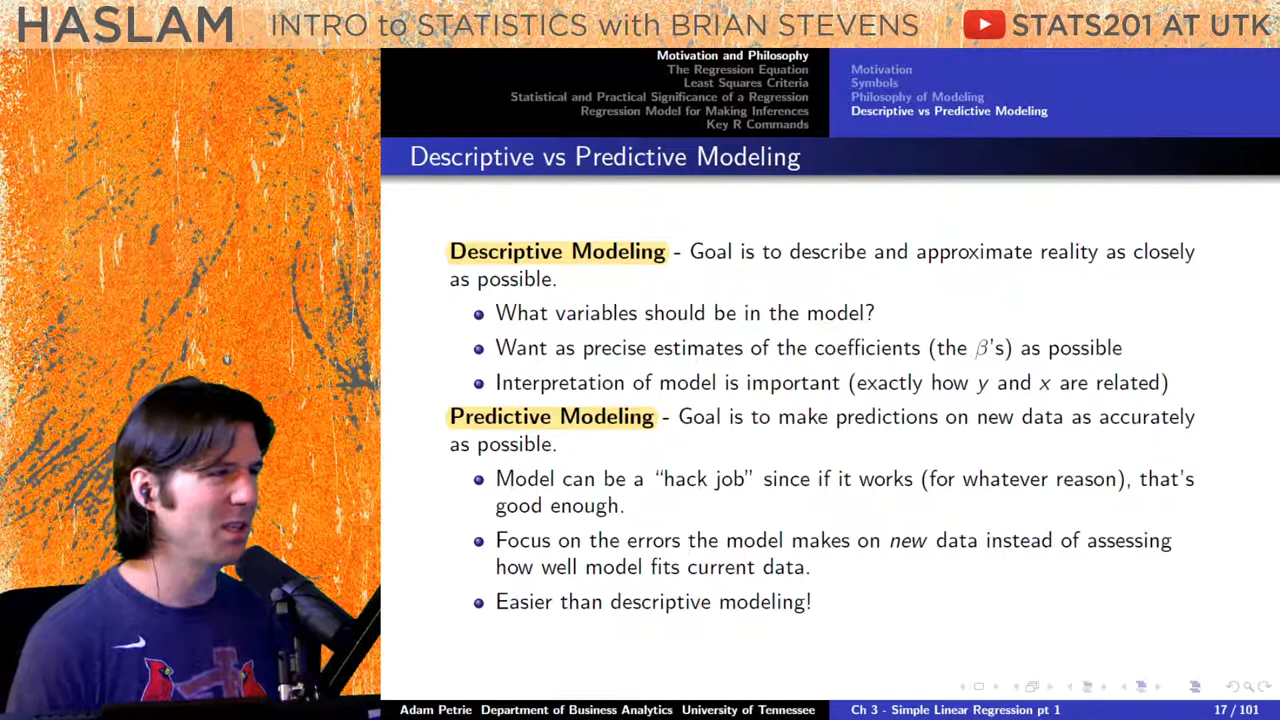 HASLAM INTRO to STATISTICS with BRIAN STEVENS STATS201 AT UTK
Motivation and Philosophy
The Regression Equation
Least Squares Criteria
Statistical and Practical Significance of a Regression
Regression Model for Making Inferences
Key R Commands
Motivation
Symbols
Philosophy of Modeling
Descriptive vs Predictive Modeling
Descriptive vs Predictive Modeling
Descriptive Modeling - Goal is to describe and approximate reality as closely
as possible.
What variables should be in the model?
Want as precise estimates of the coefficients (the β's) as possible
Interpretation of model is important (exactly how y and x are related)
Predictive Modeling - Goal is to make predictions on new data as accurately
as possible.
Model can be a “hack job” since if it works (for whatever reason), that's
good enough.
Focus on the errors the model makes on new data instead of assessing
how well model fits current data.
Easier than descriptive modeling!
Adam Petrie Department of Business Analytics University of Tennessee
Ch 3 - Simple Linear Regression pt 1
17 / 101